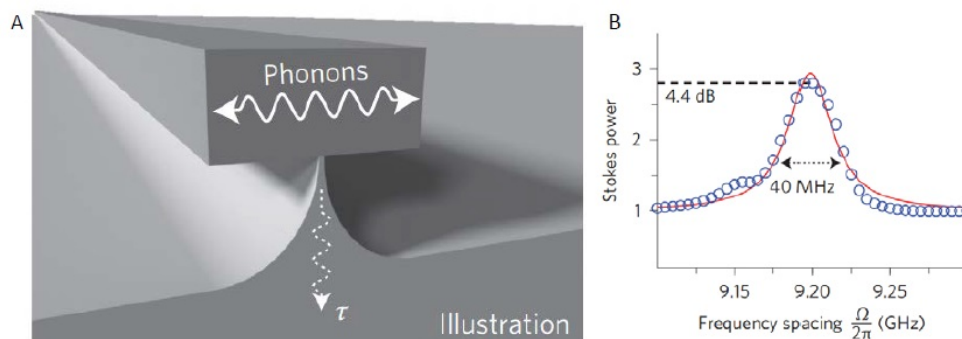 A
Phonons
τ
Illustration
B
3
2
1
4.4 dB
40 MHz
Stokes power
9.15 9.20 9.25
Frequency spacing Ω/2π (GHz)